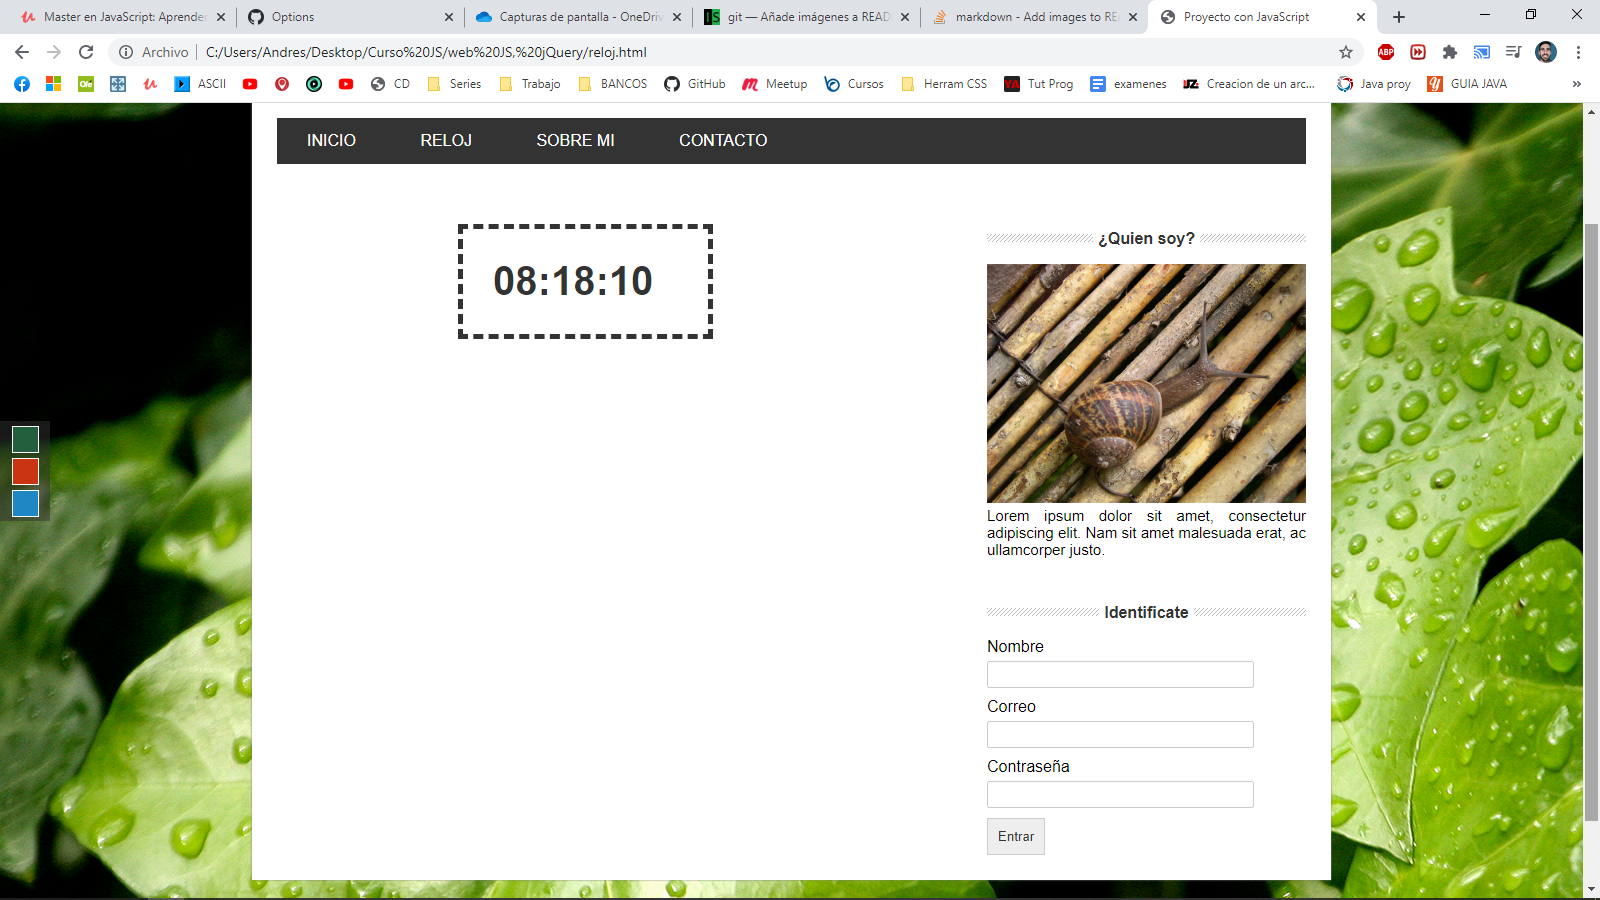 Master en JavaScript: Aprender
Options
Capturas de pantalla - OneDriv
git — Añade imágenes a READ
markdown - Add images to RE
Proyecto con JavaScript
Archivo
C:/Users/Andres/Desktop/Curso%20JS/web%20JS,%20jQuery/reloj.html
ABP
Ole
ASCII
CD
Series
Trabajo
BANCOS
GitHub
Meetup
Cursos
Herram CSS
YA
Tut Prog
examenes
JZ
Creacion de un arc...
Java proy
GUIA JAVA
»
INICIO
RELOJ
SOBRE MI
CONTACTO
08:18:10
¿Quien soy?
Lorem ipsum dolor sit amet, consectetur
adipiscing elit. Nam sit amet malesuada erat, ac
ullamcorper justo.
Identificate
Nombre
Correo
Contraseña
Entrar